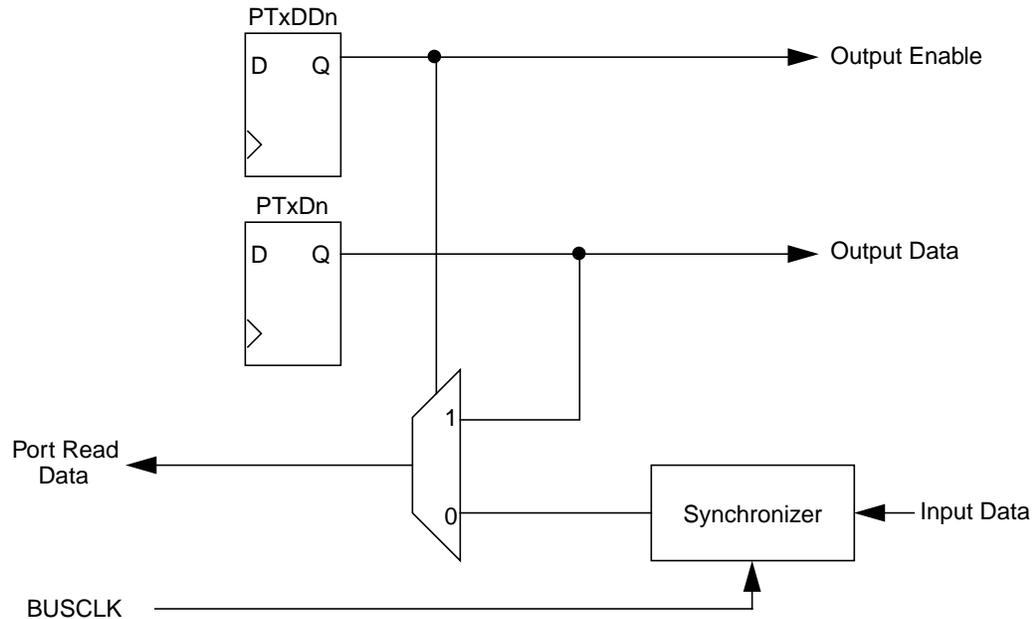 PTxDDn
D Q
Output Enable
PTxDn
D Q
Output Data
1
Port Read
Data
0
Synchronizer
Input Data
BUSCLK